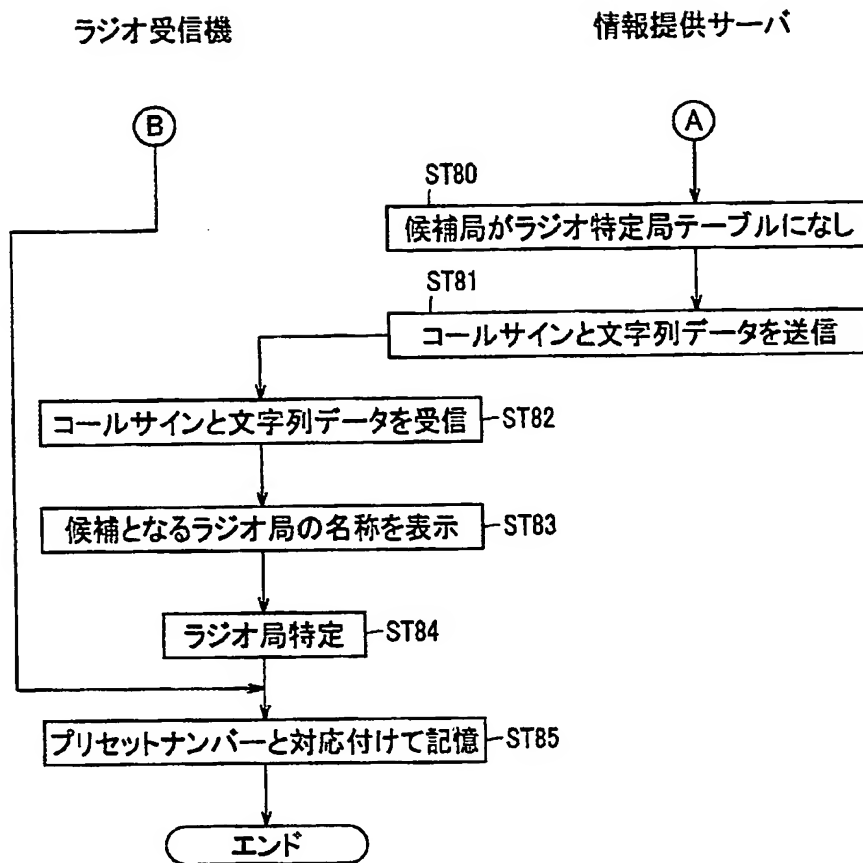 ラジオ受信機
情報提供サーバ
B
A
ST80
候補局がラジオ特定局テーブルになし
ST81
コールサインと文字列データを送信
コールサインと文字列データを受信
ST82
候補となるラジオ局の名称を表示
ST83
ラジオ局特定
ST84
プリセットナンバーと対応付けて記憶
ST85
エンド